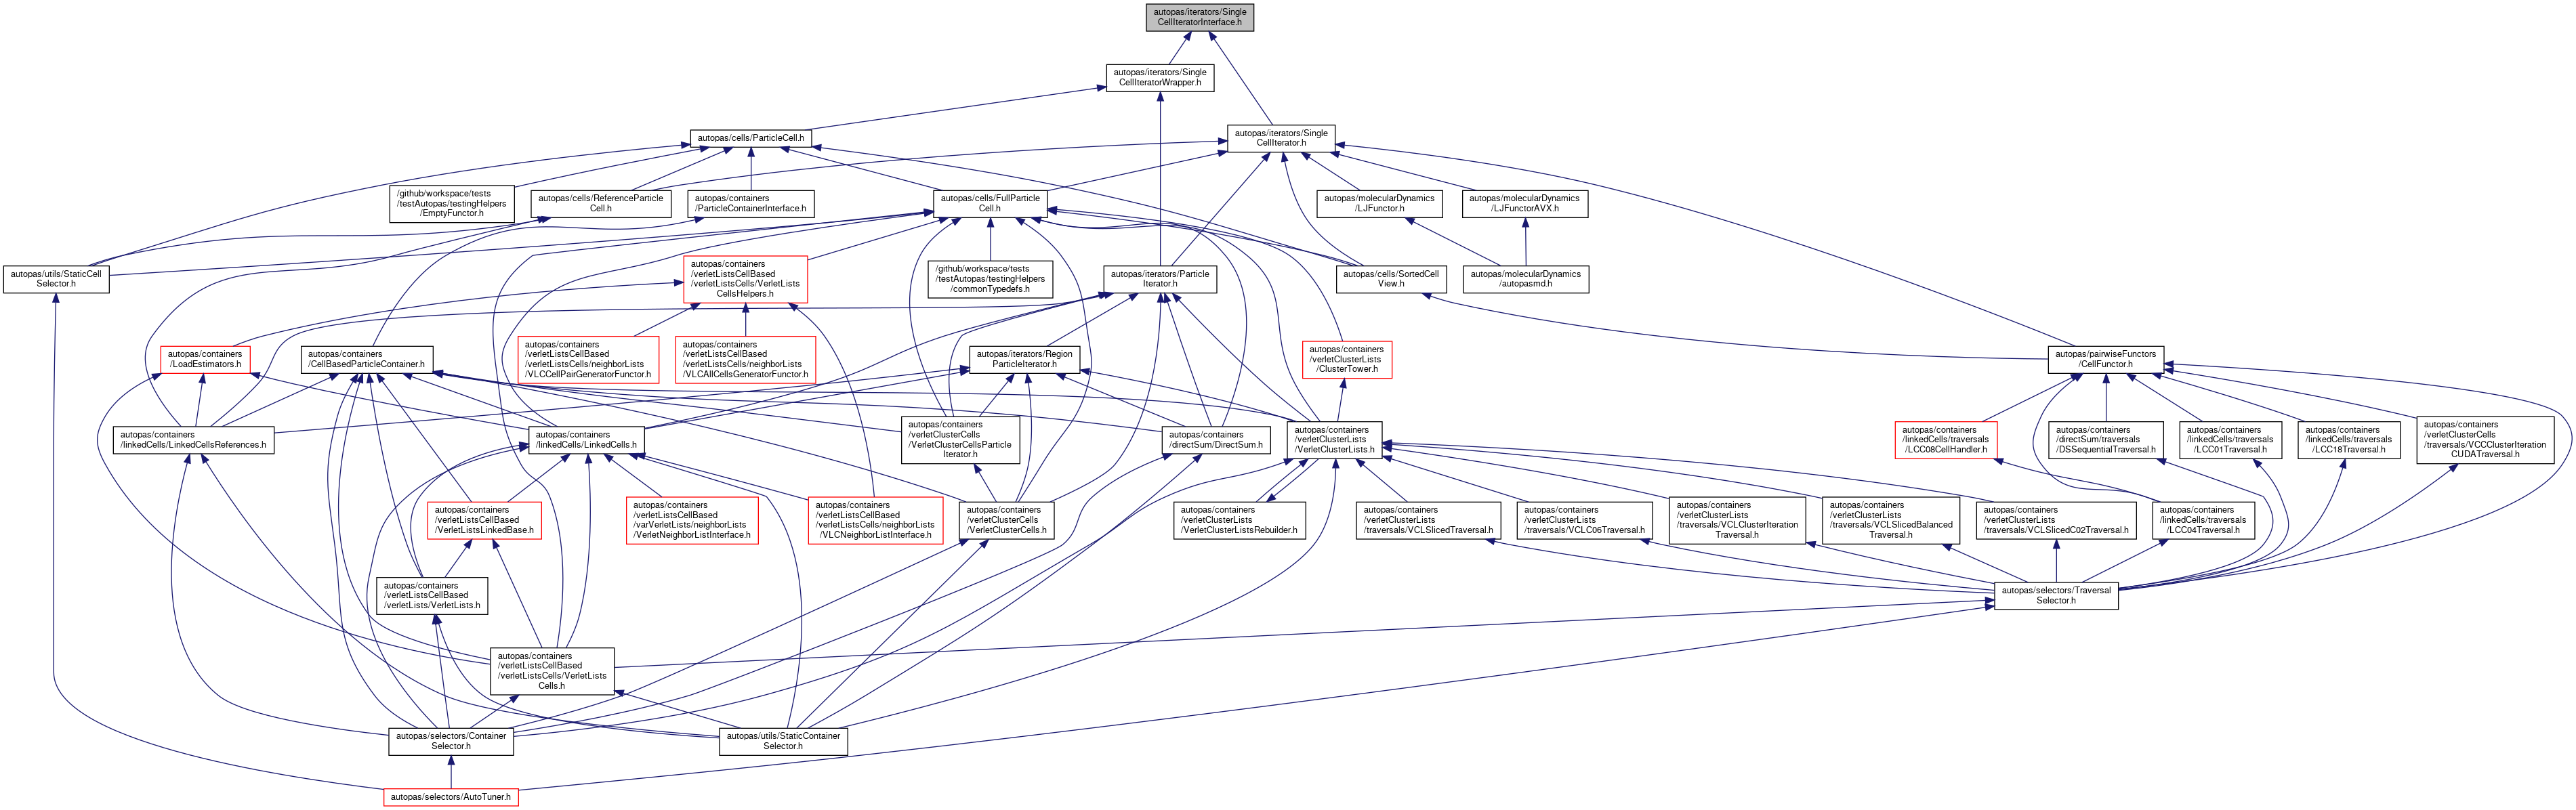 autopas/iterators/Single
CellIteratorInterface.h
autopas/iterators/Single
CellIteratorWrapper.h
autopas/cells/ParticleCell.h
autopas/iterators/Single
CellIterator.h
/github/workspace/tests
/testAutopas/testingHelpers
/EmptyFunctor.h
autopas/cells/ReferenceParticle
Cell.h
autopas/containers
/ParticleContainerInterface.h
autopas/cells/FullParticle
Cell.h
autopas/molecularDynamics
/LJFunctor.h
autopas/molecularDynamics
/LJFunctorAVX.h
autopas/utils/StaticCell
Selector.h
autopas/containers
/verletListsCellBased
/verletListsCells/VerletLists
CellsHelpers.h
/github/workspace/tests
/testAutopas/testingHelpers
/commonTypedefs.h
autopas/iterators/Particle
Iterator.h
autopas/cells/SortedCell
View.h
autopas/molecularDynamics
/autopasmd.h
autopas/containers
/LoadEstimators.h
autopas/containers
/CellBasedParticleContainer.h
autopas/containers
/verletListsCellBased
/verletListsCells/neighborLists
/VLCCellPairGeneratorFunctor.h
autopas/containers
/verletListsCellBased
/verletListsCells/neighborLists
/VLCAllCellsGeneratorFunctor.h
autopas/iterators/Region
ParticleIterator.h
autopas/containers
/verletClusterLists
/ClusterTower.h
autopas/pairwiseFunctors
/CellFunctor.h
autopas/containers
/linkedCells/LinkedCellsReferences.h
autopas/containers
/linkedCells/LinkedCells.h
autopas/containers
/verletClusterCells
/VerletClusterCellsParticle
Iterator.h
autopas/containers
/directSum/DirectSum.h
autopas/containers
/verletClusterLists
/VerletClusterLists.h
autopas/containers
/linkedCells/traversals
/LCC08CellHandler.h
autopas/containers
/directSum/traversals
/DSSequentialTraversal.h
autopas/containers
/linkedCells/traversals
/LCC01Traversal.h
autopas/containers
/linkedCells/traversals
/LCC18Traversal.h
autopas/containers
/verletClusterCells
/traversals/VCCClusterIteration
CUDATraversal.h
autopas/containers
/verletListsCellBased
/VerletListsLinkedBase.h
autopas/containers
/verletListsCellBased
/varVerletLists/neighborLists
/VerletNeighborListInterface.h
autopas/containers
/verletListsCellBased
/verletListsCells/neighborLists
/VLCNeighborListInterface.h
autopas/containers
/verletClusterCells
/VerletClusterCells.h
autopas/containers
/verletClusterLists
/VerletClusterListsRebuilder.h
autopas/containers
/verletClusterLists
/traversals/VCLSlicedTraversal.h
autopas/containers
/verletClusterLists
/traversals/VCLC06Traversal.h
autopas/containers
/verletClusterLists
/traversals/VCLClusterIteration
Traversal.h
autopas/containers
/verletClusterLists
/traversals/VCLSlicedBalanced
Traversal.h
autopas/containers
/verletClusterLists
/traversals/VCLSlicedC02Traversal.h
autopas/containers
/linkedCells/traversals
/LCC04Traversal.h
autopas/containers
/verletListsCellBased
/verletLists/VerletLists.h
autopas/selectors/Traversal
Selector.h
autopas/containers
/verletListsCellBased
/verletListsCells/VerletLists
Cells.h
autopas/selectors/Container
Selector.h
autopas/utils/StaticContainer
Selector.h
autopas/selectors/AutoTuner.h